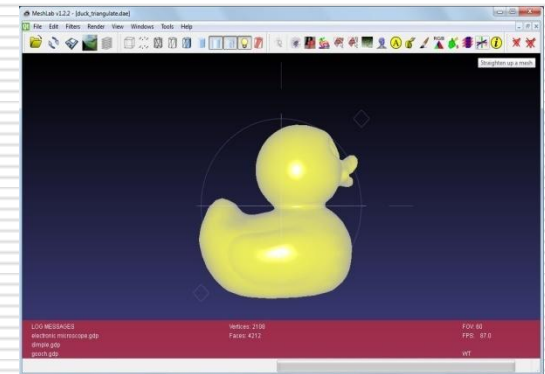 MeshLab v1.2.2 - [duck_triangulate.dae]
File Edit Filters Render View Windows Tools Help
RGB
Straighten up a mesh
LOG MESSAGES
electronic microscope.gdp
dimple.gdp
gooch.gdp
Vertices: 2108
Faces: 4212
FOV: 60
FPS: 87.0
WT